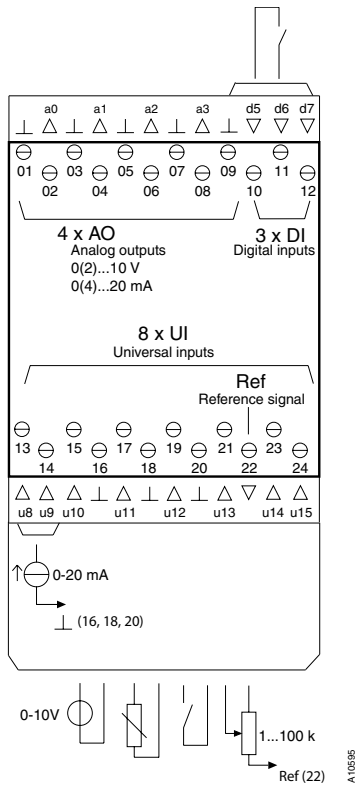 a0 a1 a2 a3 d5 d6 d7
01 03 05 07 09 11
02 04 06 08 10 12
4 x AO 3 x DI
Analog outputs Digital inputs
0(2)...10 V
0(4)...20 mA
8 x UI
Universal inputs
Ref
Reference signal
13 15 17 19 21 23
14 16 18 20 22 24
u8 u9 u10 u11 u12 u13 u14 u15
0-20 mA
(16, 18, 20)
0-10V
1...100 k
Ref (22)
A10595